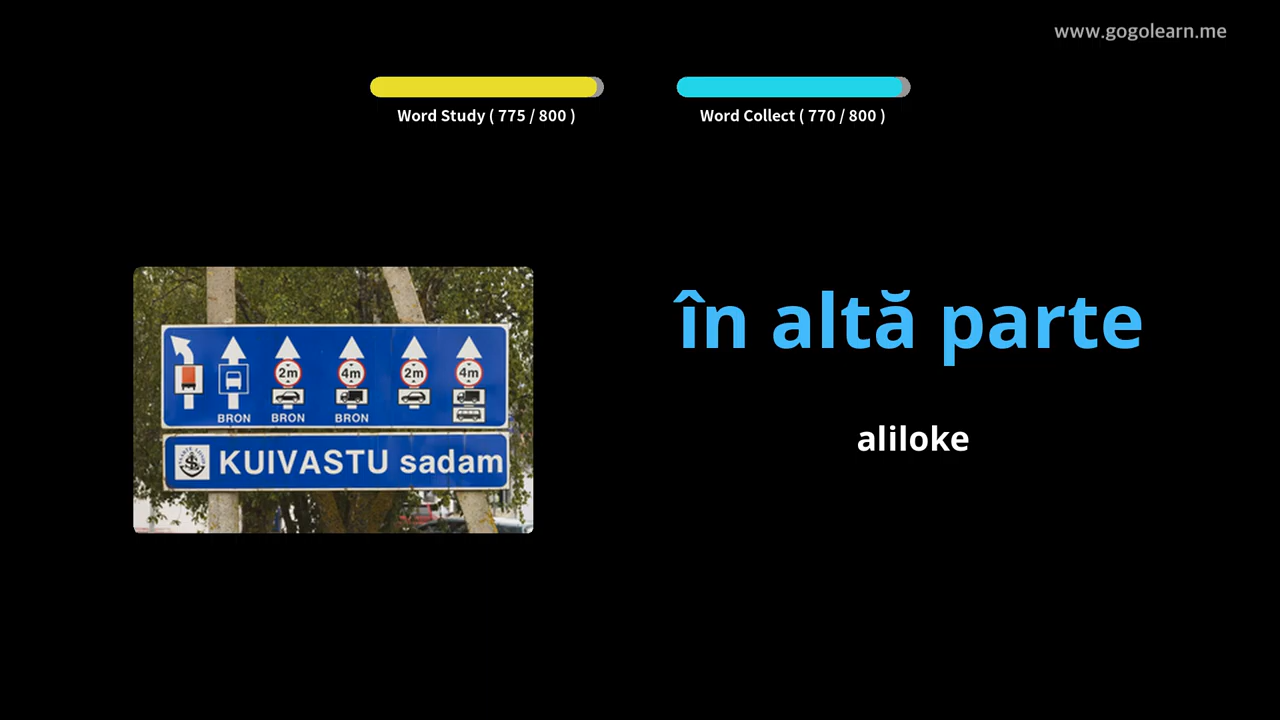 www.gogolearn.me
Word Study ( 775 / 800 )
Word Collect ( 770 / 800 )
în altă parte
aliloke
2m 4m 2m 4m
BRON BRON BRON
KUIVASTU sadam